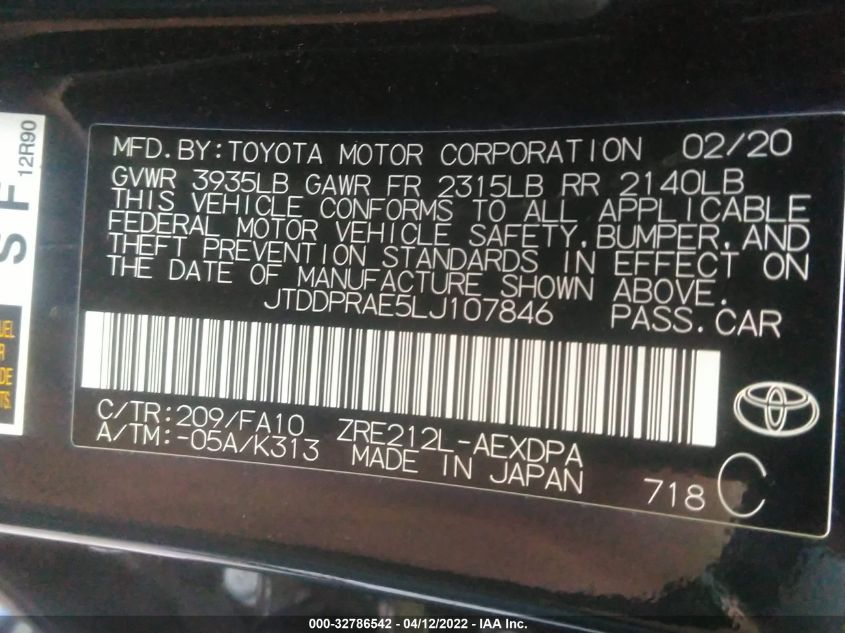 MFD.BY:TOYOTA MOTOR CORPORATION 02/20
GVWR 3935LB GAWR FR 2315LB RR 2140LB
THIS VEHICLE CONFORMS TO ALL APPLICABLE
FEDERAL MOTOR VEHICLE SAFETY,BUMPER,AND
THEFT PREVENTION STANDARDS IN EFFECT ON
THE DATE OF MANUFACTURE SHOWN ABOVE.
JTDDPRAE5LJ107846 PASS.CAR
C/TR:209/FA10 ZRE212L-AEXDPA
A/TM:-05A/K313 MADE IN JAPAN
718 C
12R90
S F
UEL
R
DE
TS.
000-32786542 - 04/12/2022 - IAA Inc.